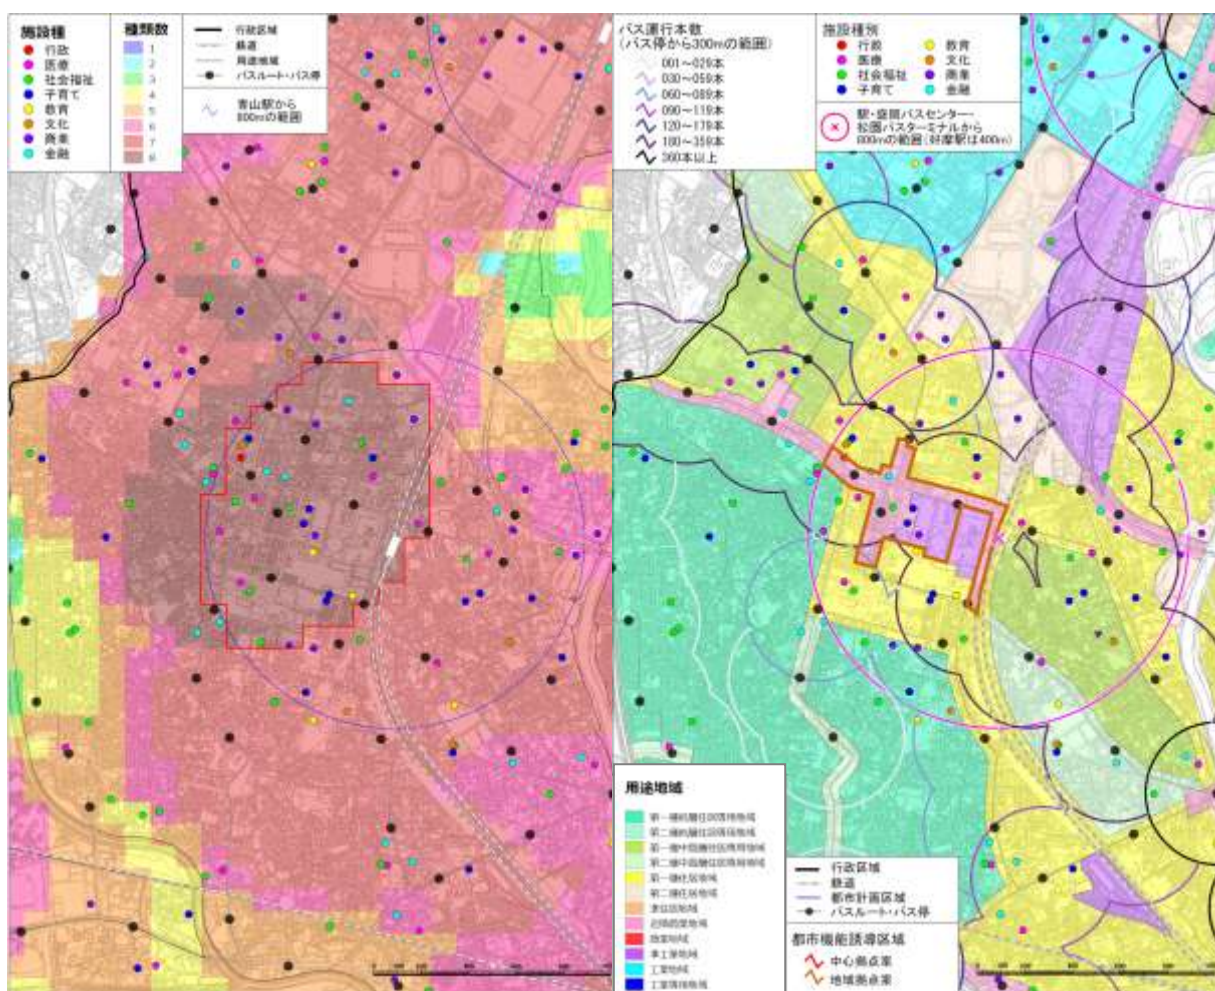 施設種
行政
医療
社会福祉
子育て
教育
文化
商業
金融
種類数
1
2
3
4
5
6
7
8
行政区域
鉄道
用途地域
バスルート・バス停
青山駅から
800mの範囲
バス運行本数
(バス停から300mの範囲)
001～029本
030～059本
060～089本
090～119本
120～179本
180～359本
360本以上
施設種別
行政
医療
社会福祉
子育て
教育
文化
商業
金融
駅・盛岡バスセンター・
松園バスターミナルから
800mの範囲(好摩駅は400m)
用途地域
第一種低層住居専用地域
第二種低層住居専用地域
第一種中高層住居専用地域
第二種中高層住居専用地域
第一種住居地域
第二種住居地域
準住居地域
近隣商業地域
商業地域
準工業地域
工業地域
工業専用地域
行政区域
鉄道
都市計画区域
バスルート・バス停
都市機能誘導区域
中心拠点案
地域拠点案